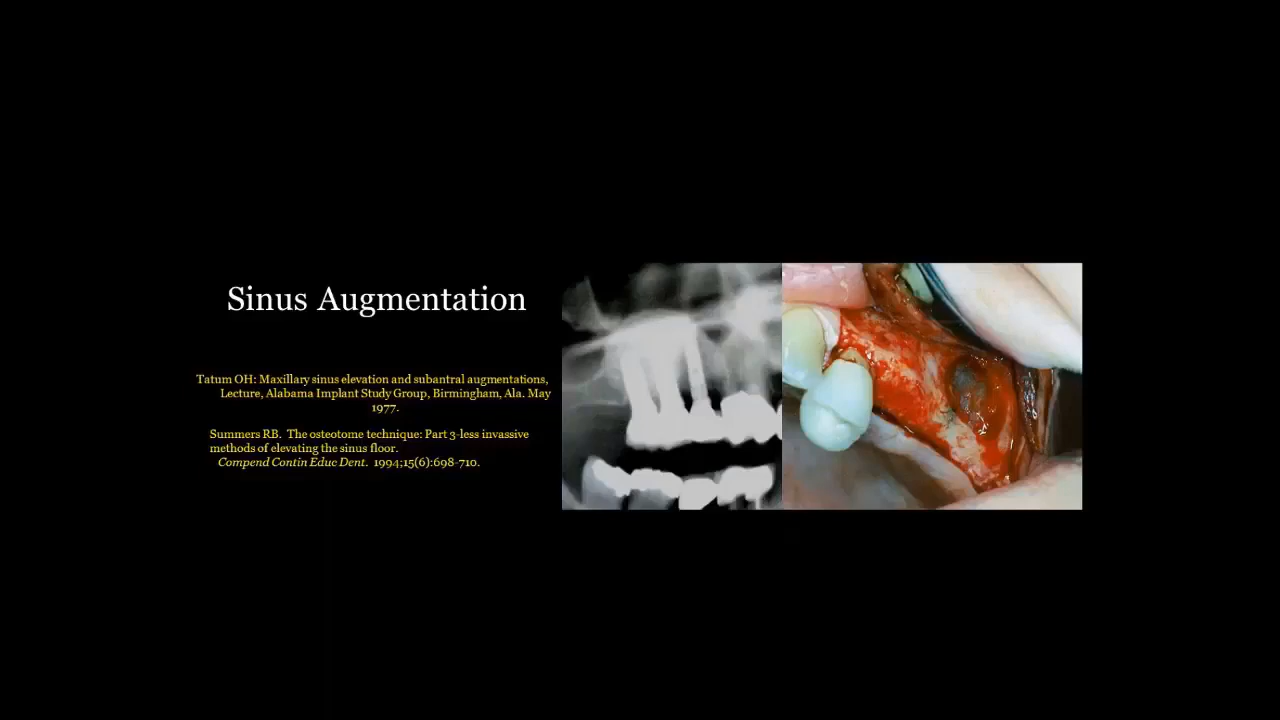 Sinus Augmentation
Tatum OH: Maxillary sinus elevation and subantral augmentations,
Lecture, Alabama Implant Study Group, Birmingham, Ala. May
1977.
Summers RB.  The osteotome technique: Part 3-less invassive
methods of elevating the sinus floor.
Compend Contin Educ Dent.  1994;15(6):698-710.